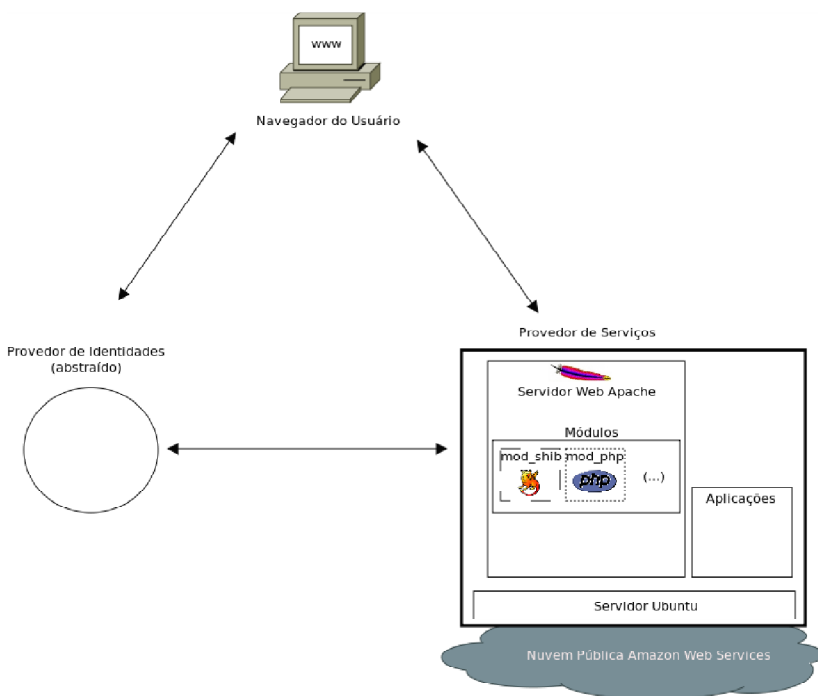 www
Navegador do Usuário
Provedor de Serviços
Provedor de Identidades
(abstraído)
Servidor Web Apache
Módulos
mod_shib mod_php
php
(...)
Aplicações
Servidor Ubuntu
Nuvem Pública Amazon Web Services